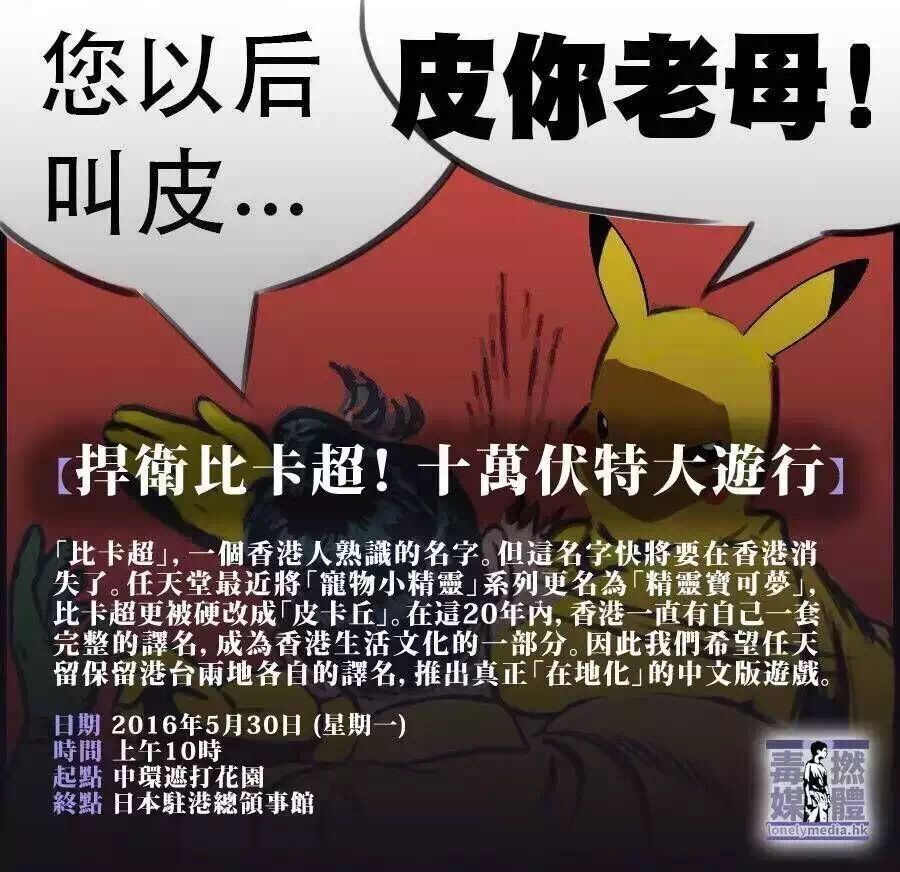 您以后
叫皮...
皮你老母!
【捍衛比卡超! 十萬伏特大遊行】
「比卡超」, 一個香港人熟識的名字。但這名字快將要在香港消
失了。任天堂最近將「寵物小精靈」系列更名為「精靈寶可夢」,
比卡超更被硬改成「皮卡丘」。在這20年內, 香港一直有自己一套
完整的譯名, 成為香港生活文化的一部分。因此我們希望任天
留保留港台兩地各自的譯名, 推出真正「在地化」的中文版遊戲。
日期 2016年5月30日 (星期一)
時間 上午10時
起點 中環遮打花園
終點 日本駐港總領事館
毒撚
媒體
lonelymedia.hk